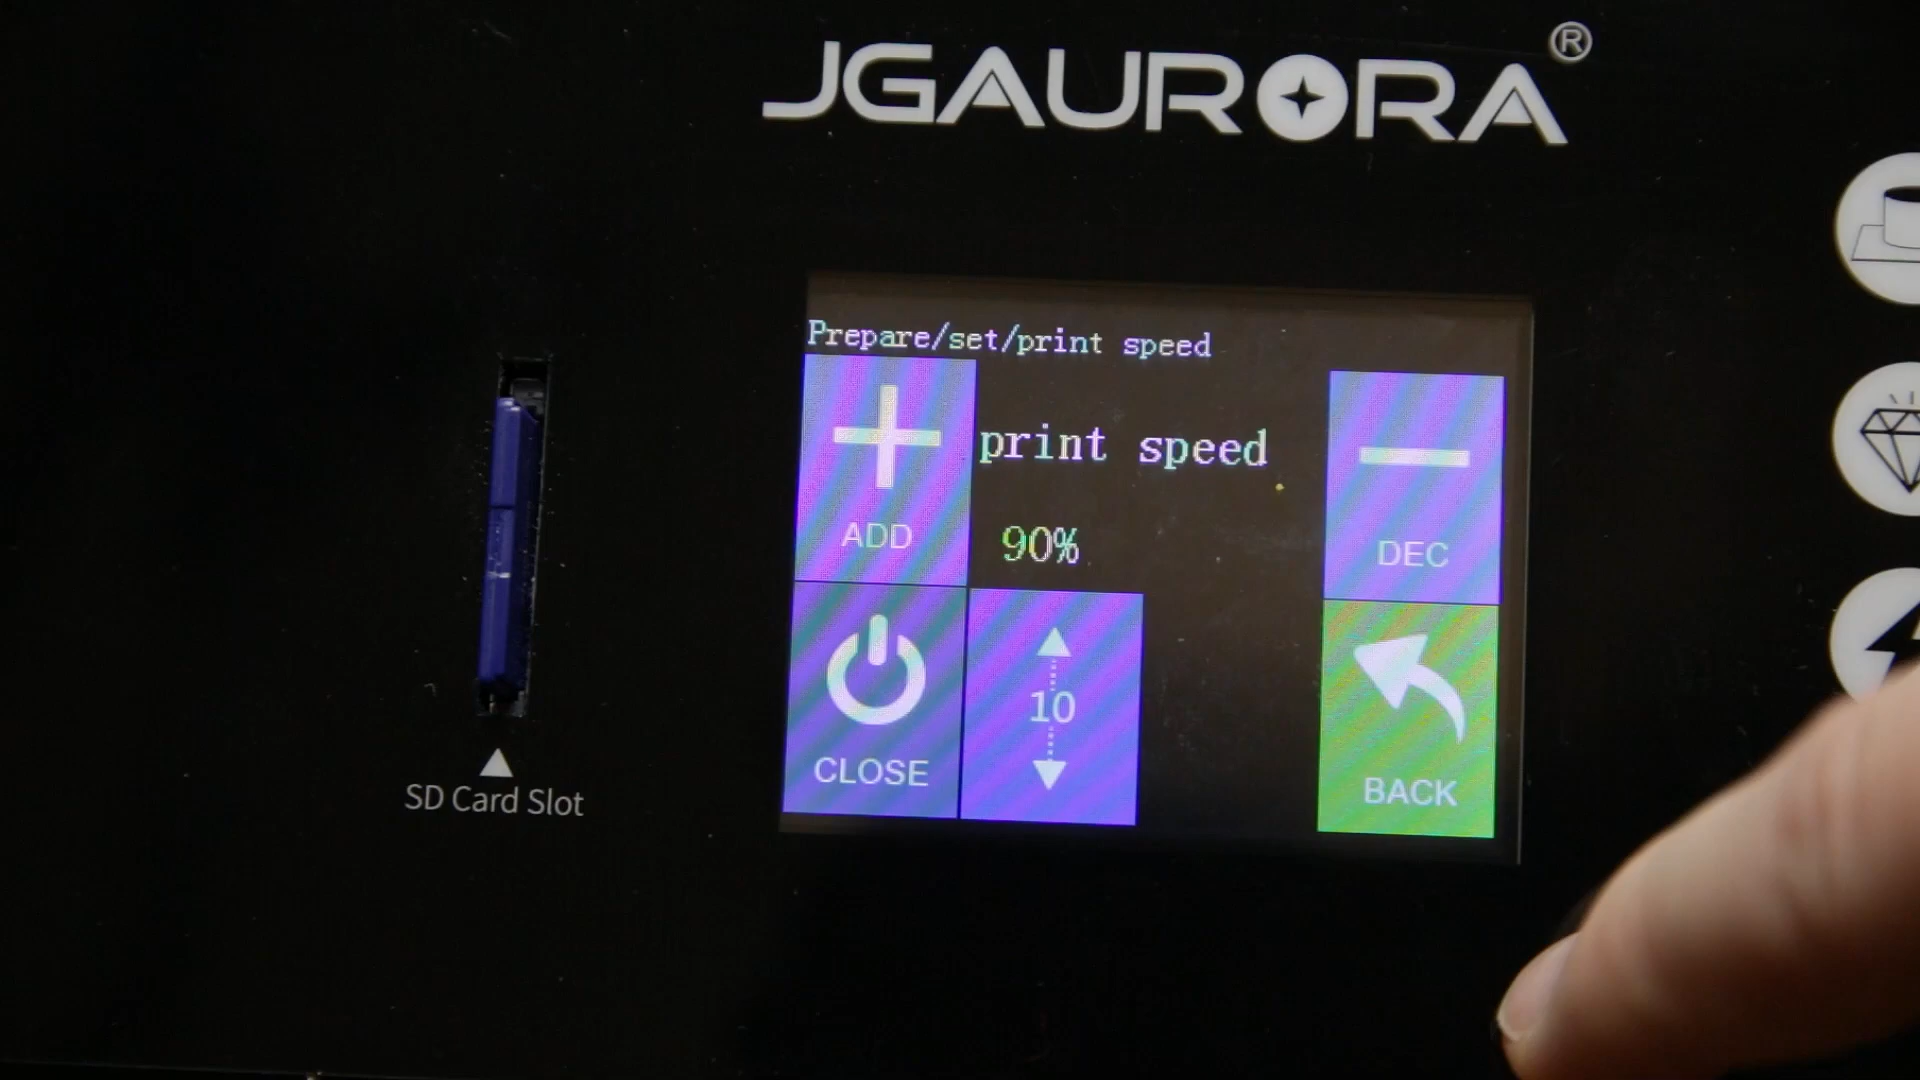 JGAURORA®
Prepare/set/print speed
print speed
ADD
90%
DEC
10
CLOSE
BACK
SD Card Slot